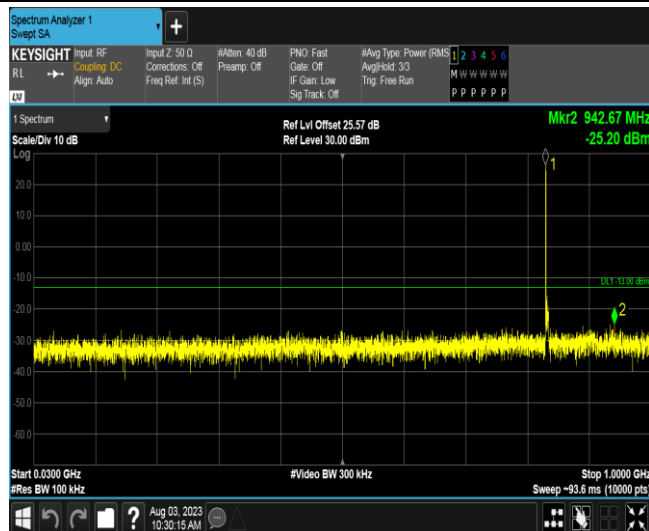 Spectrum Analyzer 1
Swept SA
KEYSIGHT
RL
LXI
Input: RF
Coupling: DC
Align: Auto
Input Z: 50 Ω
Corrections: Off
Freq Ref: Int (S)
#Atten: 40 dB
Preamp: Off
PNO: Fast
Gate: Off
IF Gain: Low
Sig Track: Off
#Avg Type: Power (RMS
Avg|Hold: 3/3
Trig: Free Run
1 2 3 4 5 6
M W W W W W
P P P P P P
1 Spectrum
Scale/Div 10 dB
Log
Ref Lvl Offset 25.57 dB
Ref Level 30.00 dBm
Mkr2 942.67 MHz
-25.20 dBm
1
20.0
10.0
0.00
-10.0
DL1 -13.00 dBm
-20.0
2
-30.0
-40.0
-50.0
-60.0
Start 0.0300 GHz
#Res BW 100 kHz
#Video BW 300 kHz
Stop 1.0000 GHz
Sweep ~93.6 ms (10000 pts)
?
Aug 03, 2023
10:30:15 AM